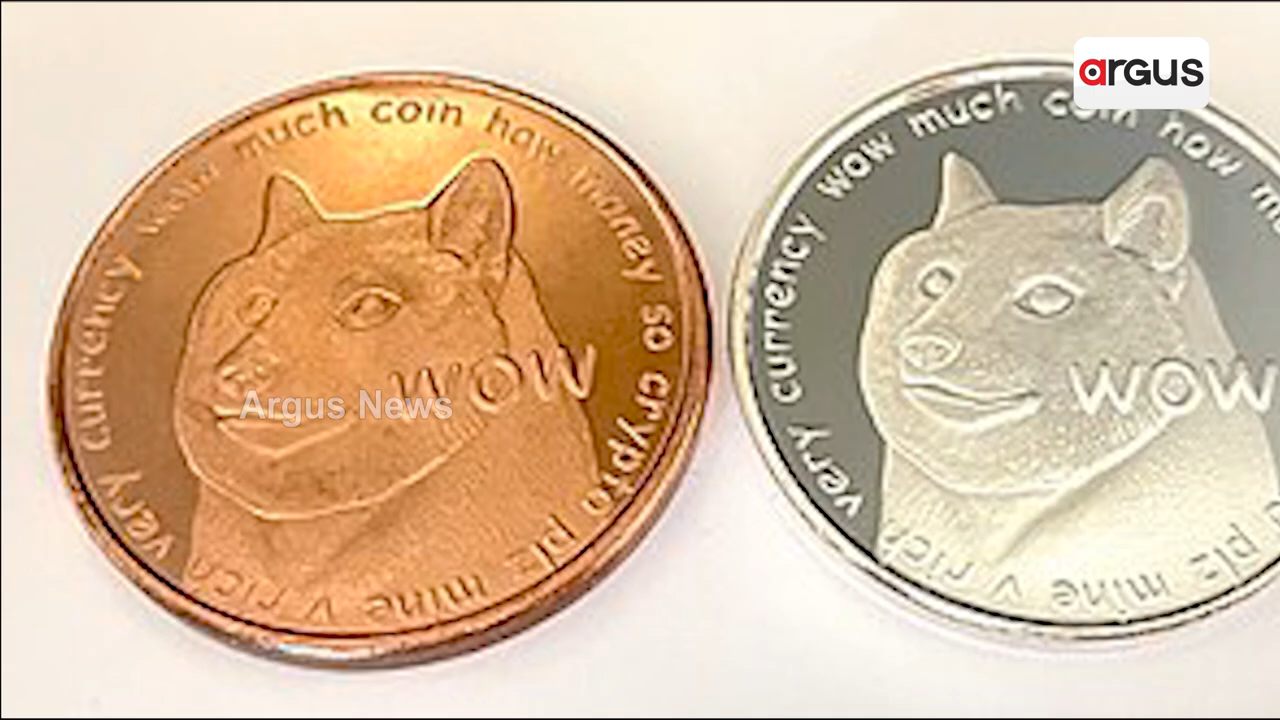 argus
very currency wow much coin how money so crypto plz mine v rich
wow
Argus News
very currency wow much coin how
plz mine v rich
wow